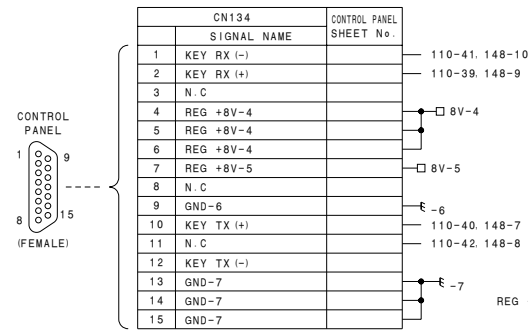 CN134
CONTROL PANEL
SHEET No.
SIGNAL NAME
1 KEY RX (-) 110-41, 148-10
2 KEY RX (+) 110-39, 148-9
3 N.C
4 REG +8V-4 8V-4
5 REG +8V-4
6 REG +8V-4
7 REG +8V-5 8V-5
8 N.C
9 GND-6 -6
10 KEY TX (+) 110-40, 148-7
11 N.C 110-42, 148-8
12 KEY TX (-)
13 GND-7 -7
14 GND-7 REG
15 GND-7
CONTROL
PANEL
1 9
8 15
(FEMALE)